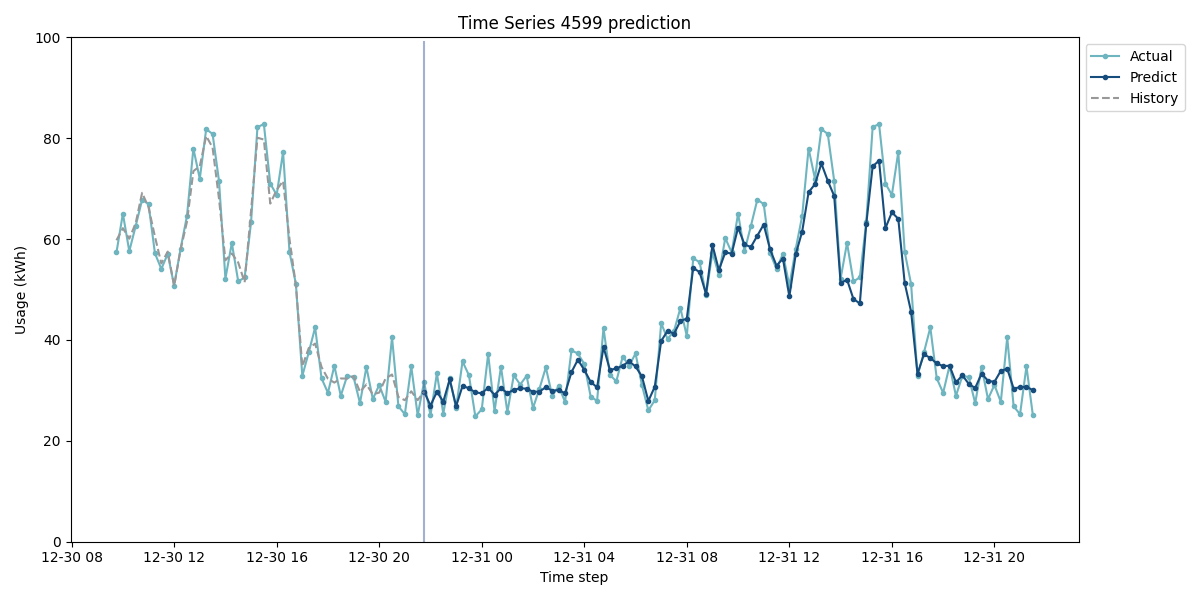 Time Series 4599 prediction
100
80
60
40
20
0
Usage (kWh)
12-30 08
12-30 12
12-30 16
12-30 20
12-31 00
12-31 04
12-31 08
12-31 12
12-31 16
12-31 20
Time step
Actual
Predict
History